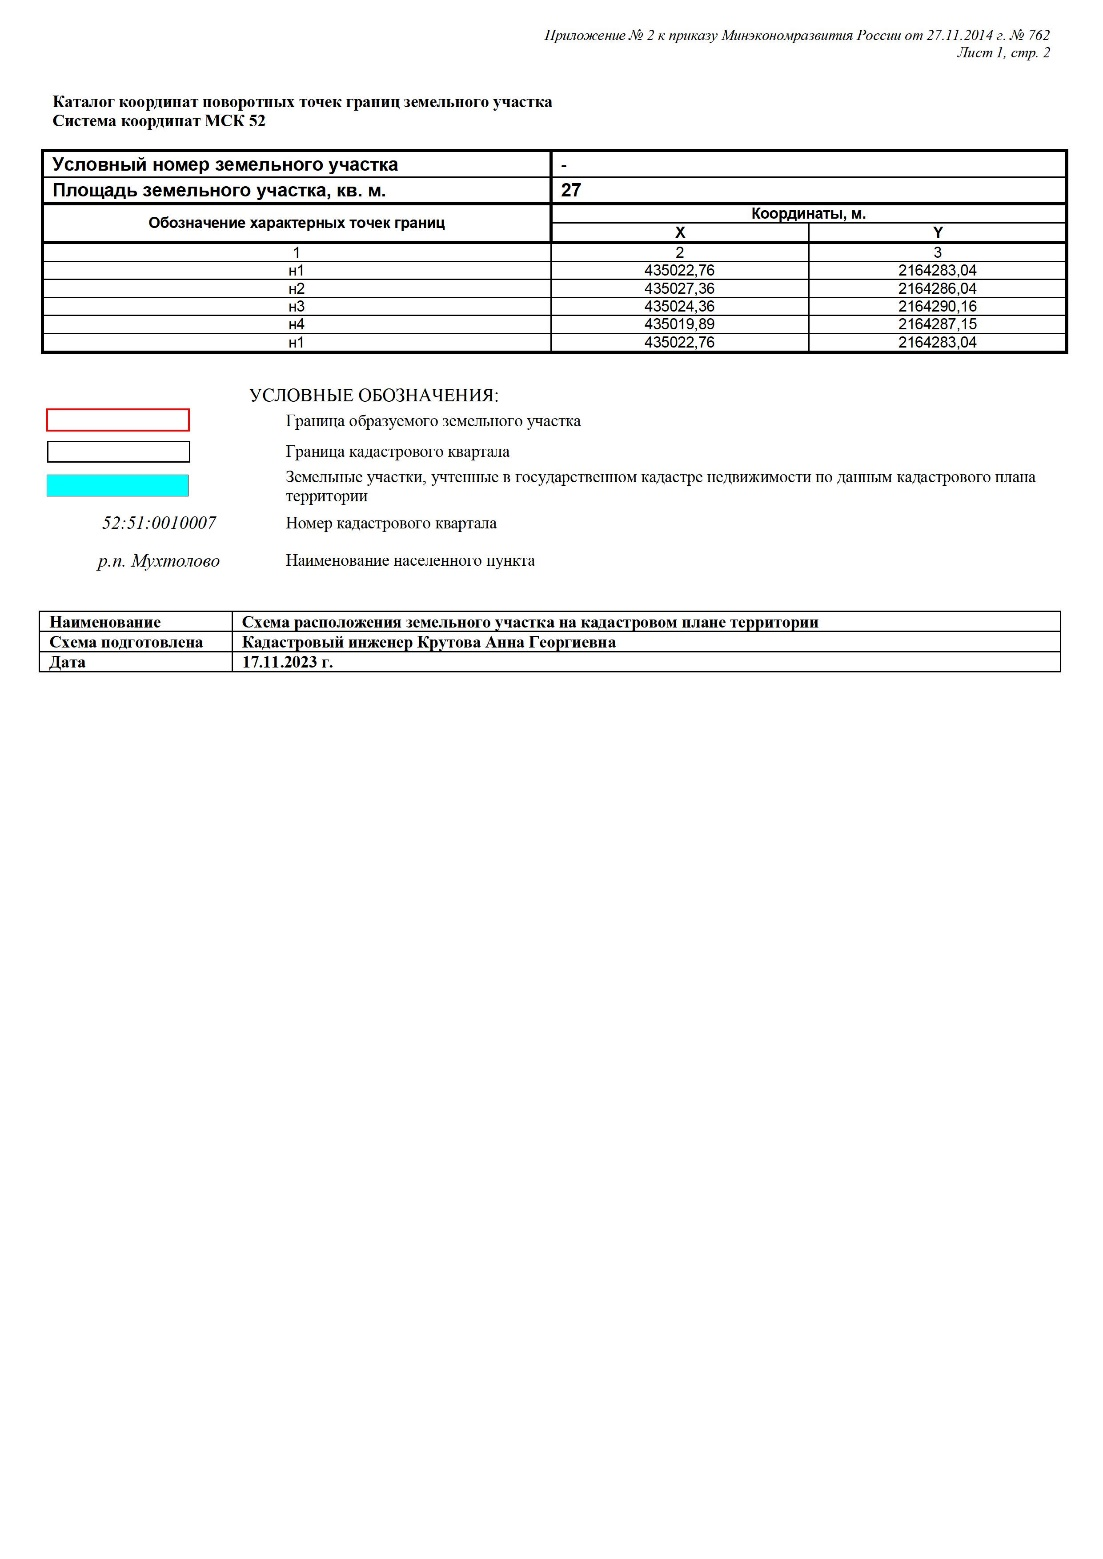 Приложение № 2 к приказу Минэкономразвития России от 27.11.2014 г. № 762
Лист 1, стр. 2
Каталог координат поворотных точек границ земельного участка
Система координат МСК 52
Условный номер земельного участка -
Площадь земельного участка, кв. м. 27
Обозначение характерных точек границ Координаты, м.
X Y
1 2 3
н1 435022,76 2164283,04
н2 435027,36 2164286,04
н3 435024,36 2164290,16
н4 435019,89 2164287,15
н1 435022,76 2164283,04
УСЛОВНЫЕ ОБОЗНАЧЕНИЯ:
Граница образуемого земельного участка
Граница кадастрового квартала
Земельные участки, учтенные в государственном кадастре недвижимости по данным кадастрового плана
территории
52:51:0010007 Номер кадастрового квартала
р.п. Мухтолово Наименование населенного пункта
Наименование Схема расположения земельного участка на кадастровом плане территории
Схема подготовлена Кадастровый инженер Крутова Анна Георгиевна
Дата 17.11.2023 г.